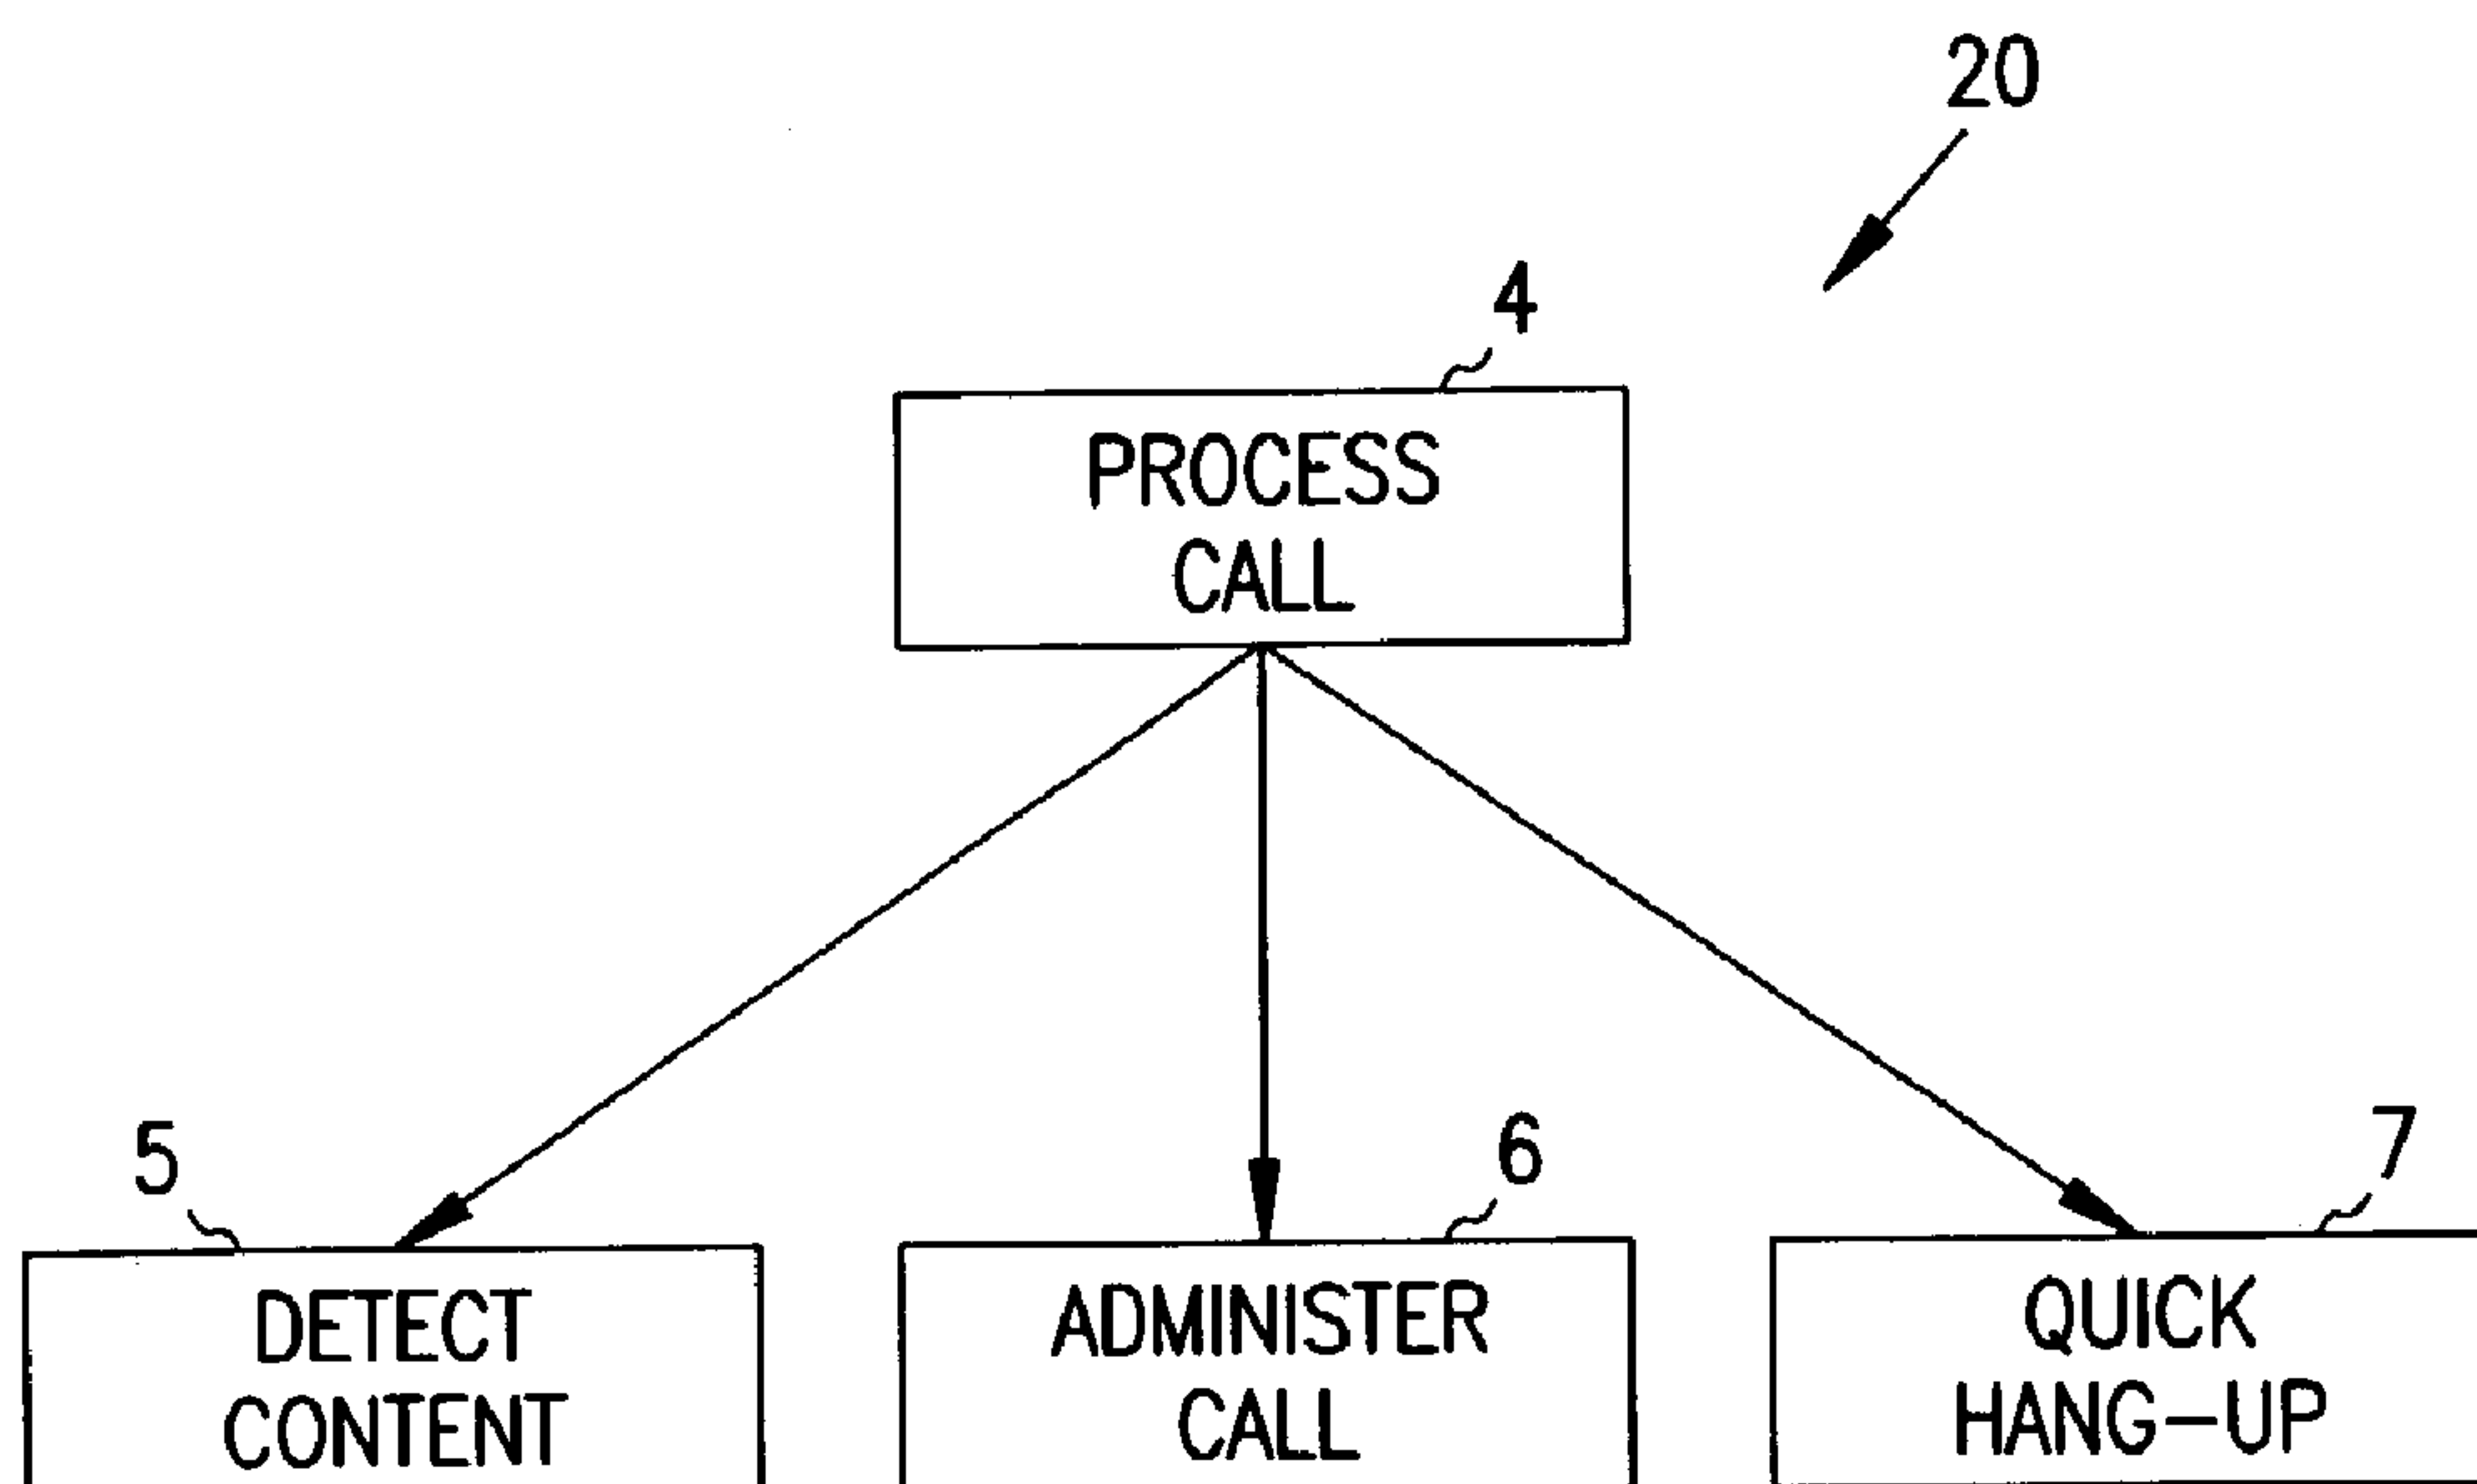 20
4
PROCESS
CALL
5
6
7
DETECT
CONTENT
ADMINISTER
CALL
QUICK
HANG-UP